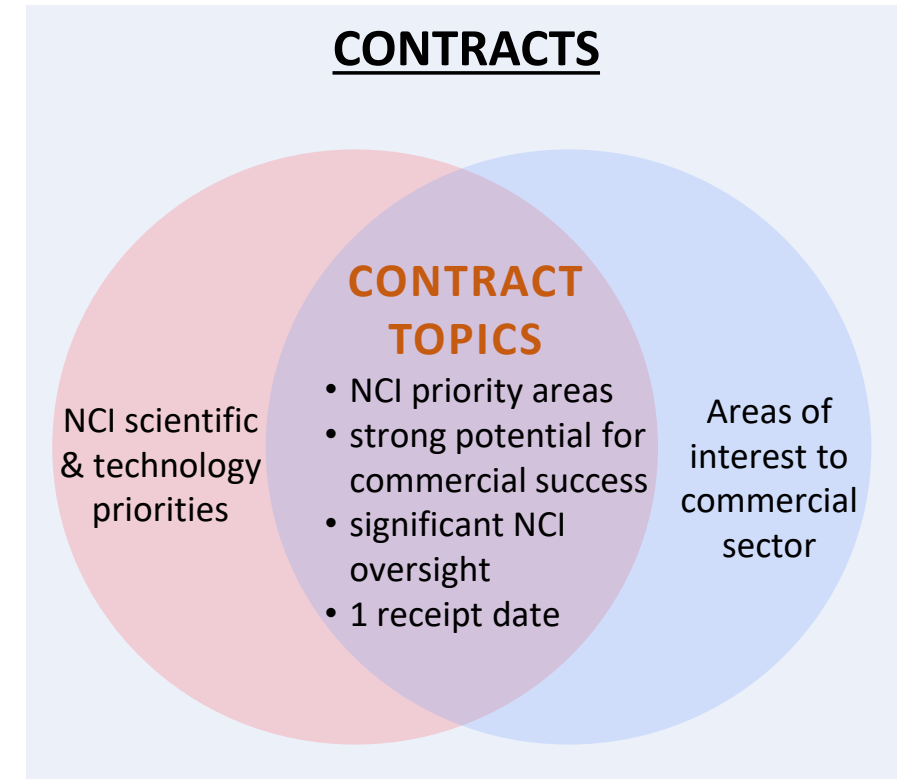 CONTRACTS
CONTRACT
TOPICS
• NCI priority areas
• strong potential for
commercial success
• significant NCI
oversight
• 1 receipt date
NCI scientific
& technology
priorities
Areas of
interest to
commercial
sector